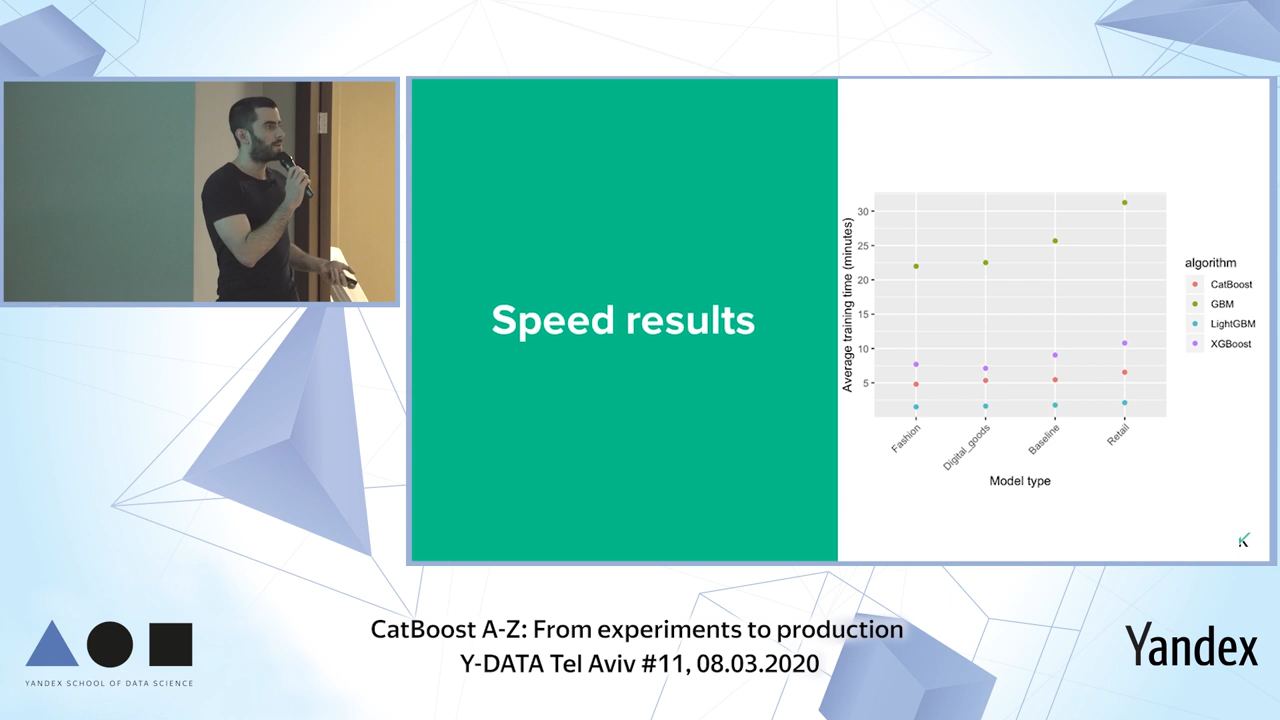 Speed results
Average training time (minutes)
30
25
20
15
10
5
Fashion
Digital_goods
Baseline
Retail
Model type
algorithm
CatBoost
GBM
LightGBM
XGBoost
K
YANDEX SCHOOL OF DATA SCIENCE
CatBoost A-Z: From experiments to production
Y-DATA Tel Aviv #11, 08.03.2020
Yandex